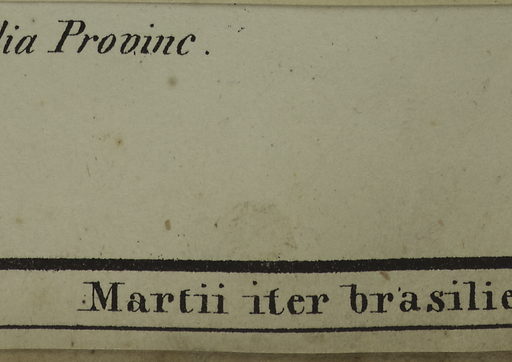 lia Provinc.
Martii iter brasilie